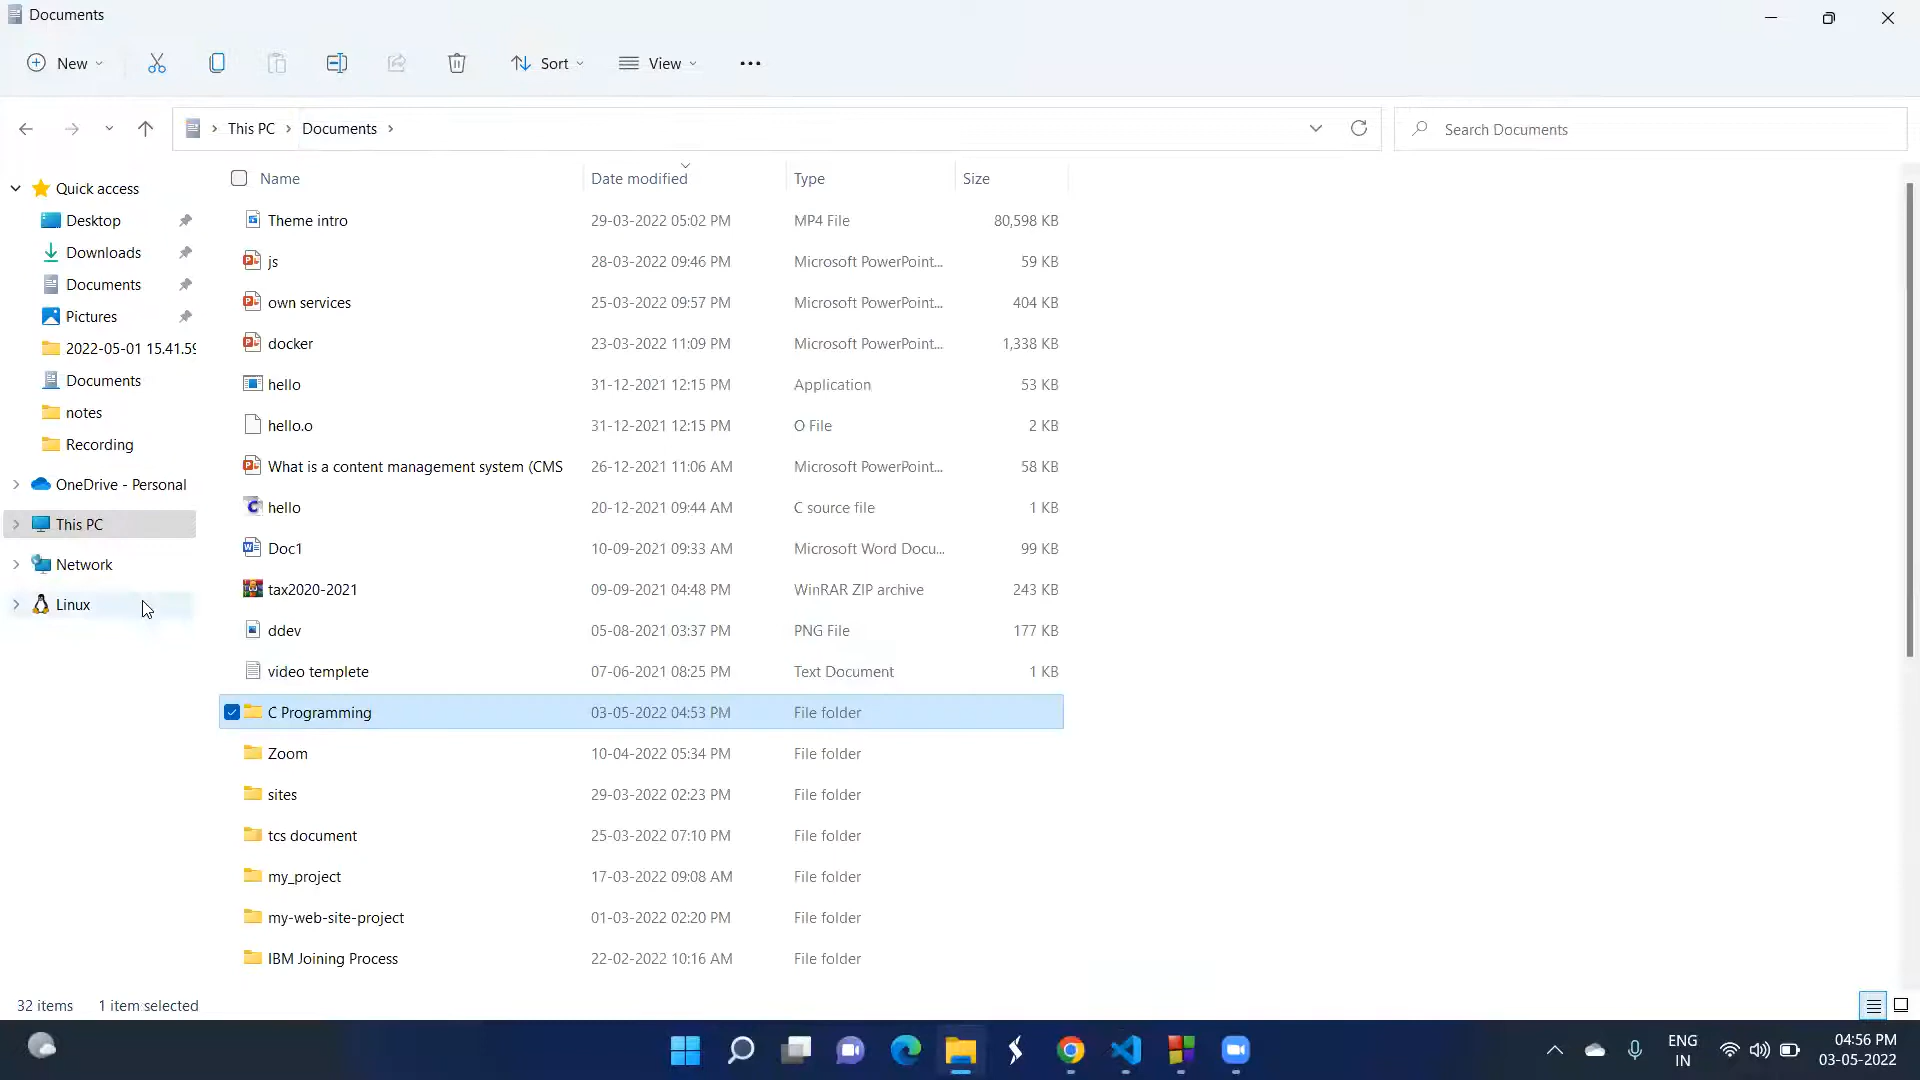 Documents
New
Sort
View
This PC
Documents
Search Documents
Name
Date modified
Type
Size
Quick access
Desktop
Downloads
Documents
Pictures
2022-05-01 15.41.59
Documents
notes
Recording
OneDrive - Personal
This PC
Network
Linux
Theme intro 29-03-2022 05:02 PM MP4 File 80,598 KB
js 28-03-2022 09:46 PM Microsoft PowerPoint... 59 KB
own services 25-03-2022 09:57 PM Microsoft PowerPoint... 404 KB
docker 23-03-2022 11:09 PM Microsoft PowerPoint... 1,338 KB
hello 31-12-2021 12:15 PM Application 53 KB
hello.o 31-12-2021 12:15 PM O File 2 KB
What is a content management system (CMS 26-12-2021 11:06 AM Microsoft PowerPoint... 58 KB
hello 20-12-2021 09:44 AM C source file 1 KB
Doc1 10-09-2021 09:33 AM Microsoft Word Docu... 99 KB
tax2020-2021 09-09-2021 04:48 PM WinRAR ZIP archive 243 KB
ddev 05-08-2021 03:37 PM PNG File 177 KB
video templete 07-06-2021 08:25 PM Text Document 1 KB
C Programming 03-05-2022 04:53 PM File folder
Zoom 10-04-2022 05:34 PM File folder
sites 29-03-2022 02:23 PM File folder
tcs document 25-03-2022 07:10 PM File folder
my_project 17-03-2022 09:08 AM File folder
my-web-site-project 01-03-2022 02:20 PM File folder
IBM Joining Process 22-02-2022 10:16 AM File folder
32 items 1 item selected
ENG
IN
04:56 PM
03-05-2022